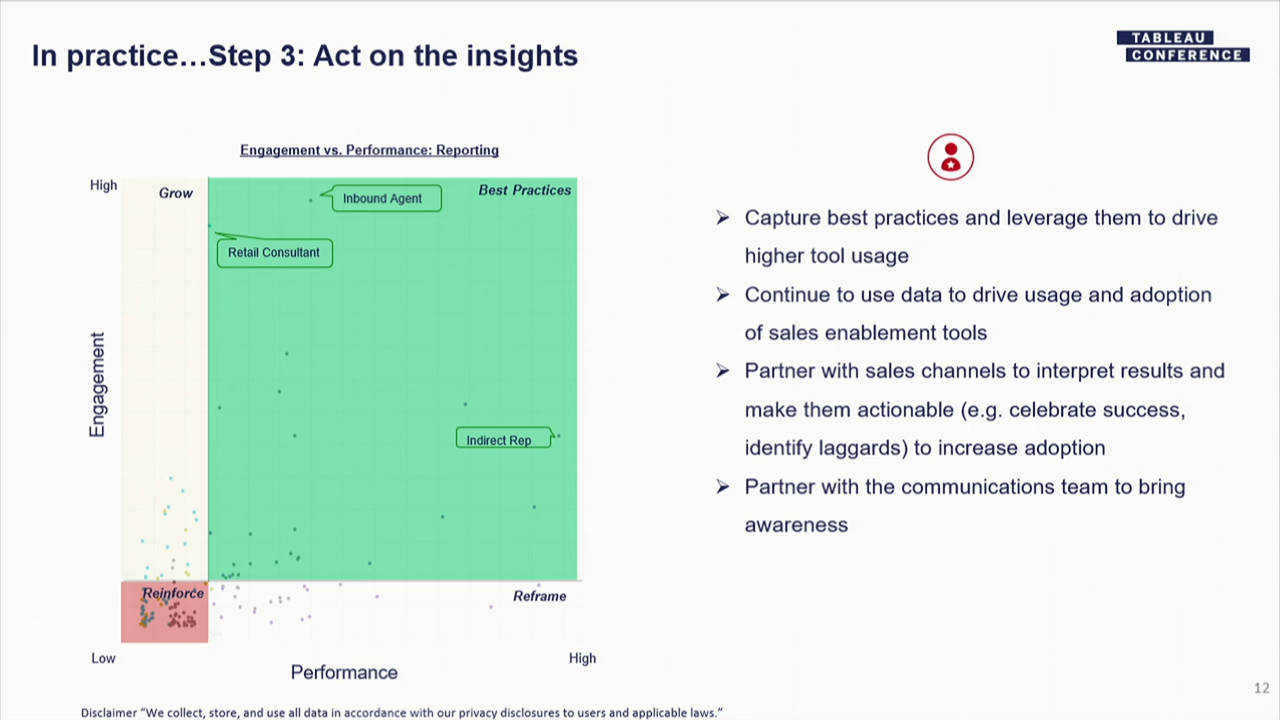 In practice…Step 3: Act on the insights
TABLEAU
CONFERENCE
Engagement vs. Performance: Reporting
High
Grow
Best Practices
Inbound Agent
Retail Consultant
Engagement
Indirect Rep
Reinforce
Reframe
Low
High
Performance
Capture best practices and leverage them to drive
higher tool usage
Continue to use data to drive usage and adoption
of sales enablement tools
Partner with sales channels to interpret results and
make them actionable (e.g. celebrate success,
identify laggards) to increase adoption
Partner with the communications team to bring
awareness
12
Disclaimer “We collect, store, and use all data in accordance with our privacy disclosures to users and applicable laws.”